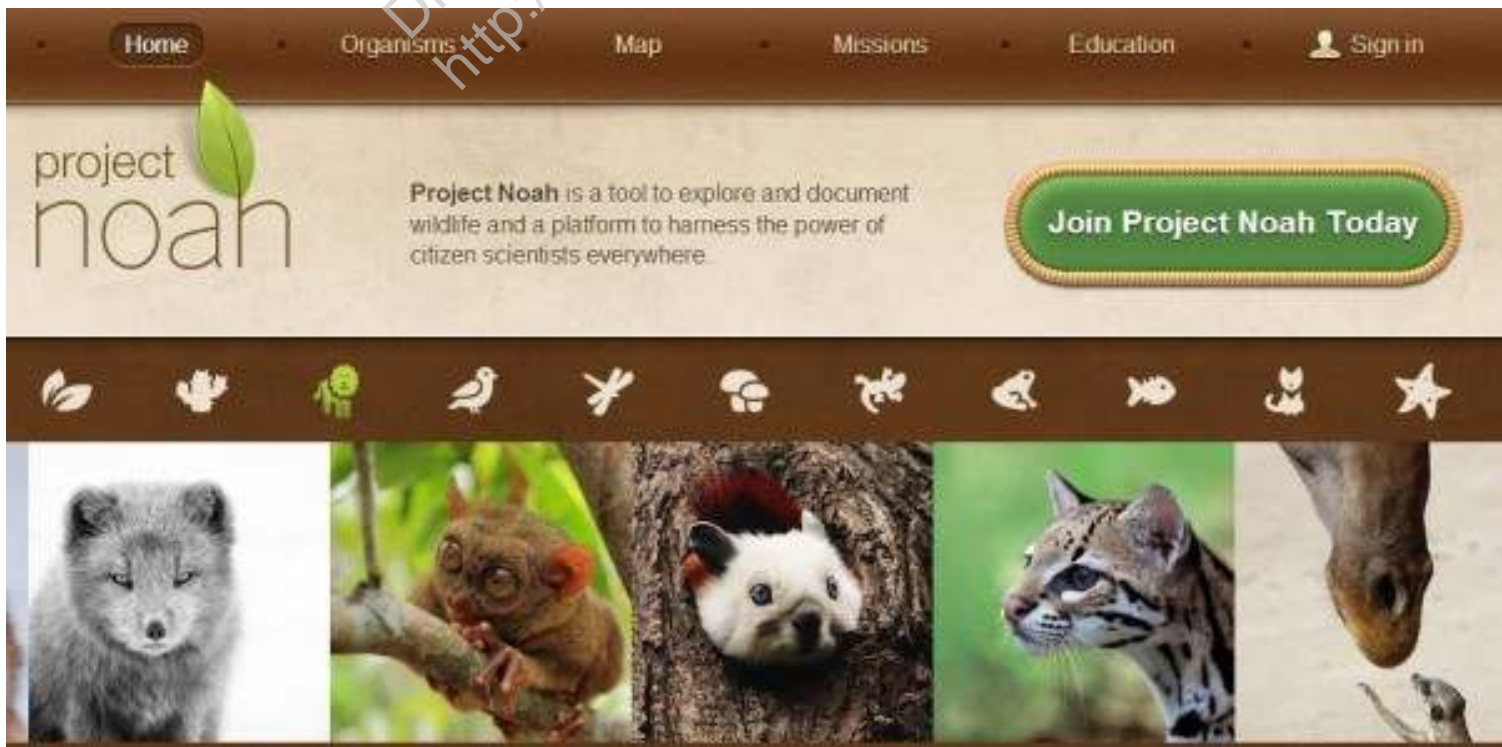 Home
Organisms
Map
Missions
Education
Sign in
project
noah
Project Noah is a tool to explore and document
wildlife and a platform to harness the power of
citizen scientists everywhere.
Join Project Noah Today
http:/